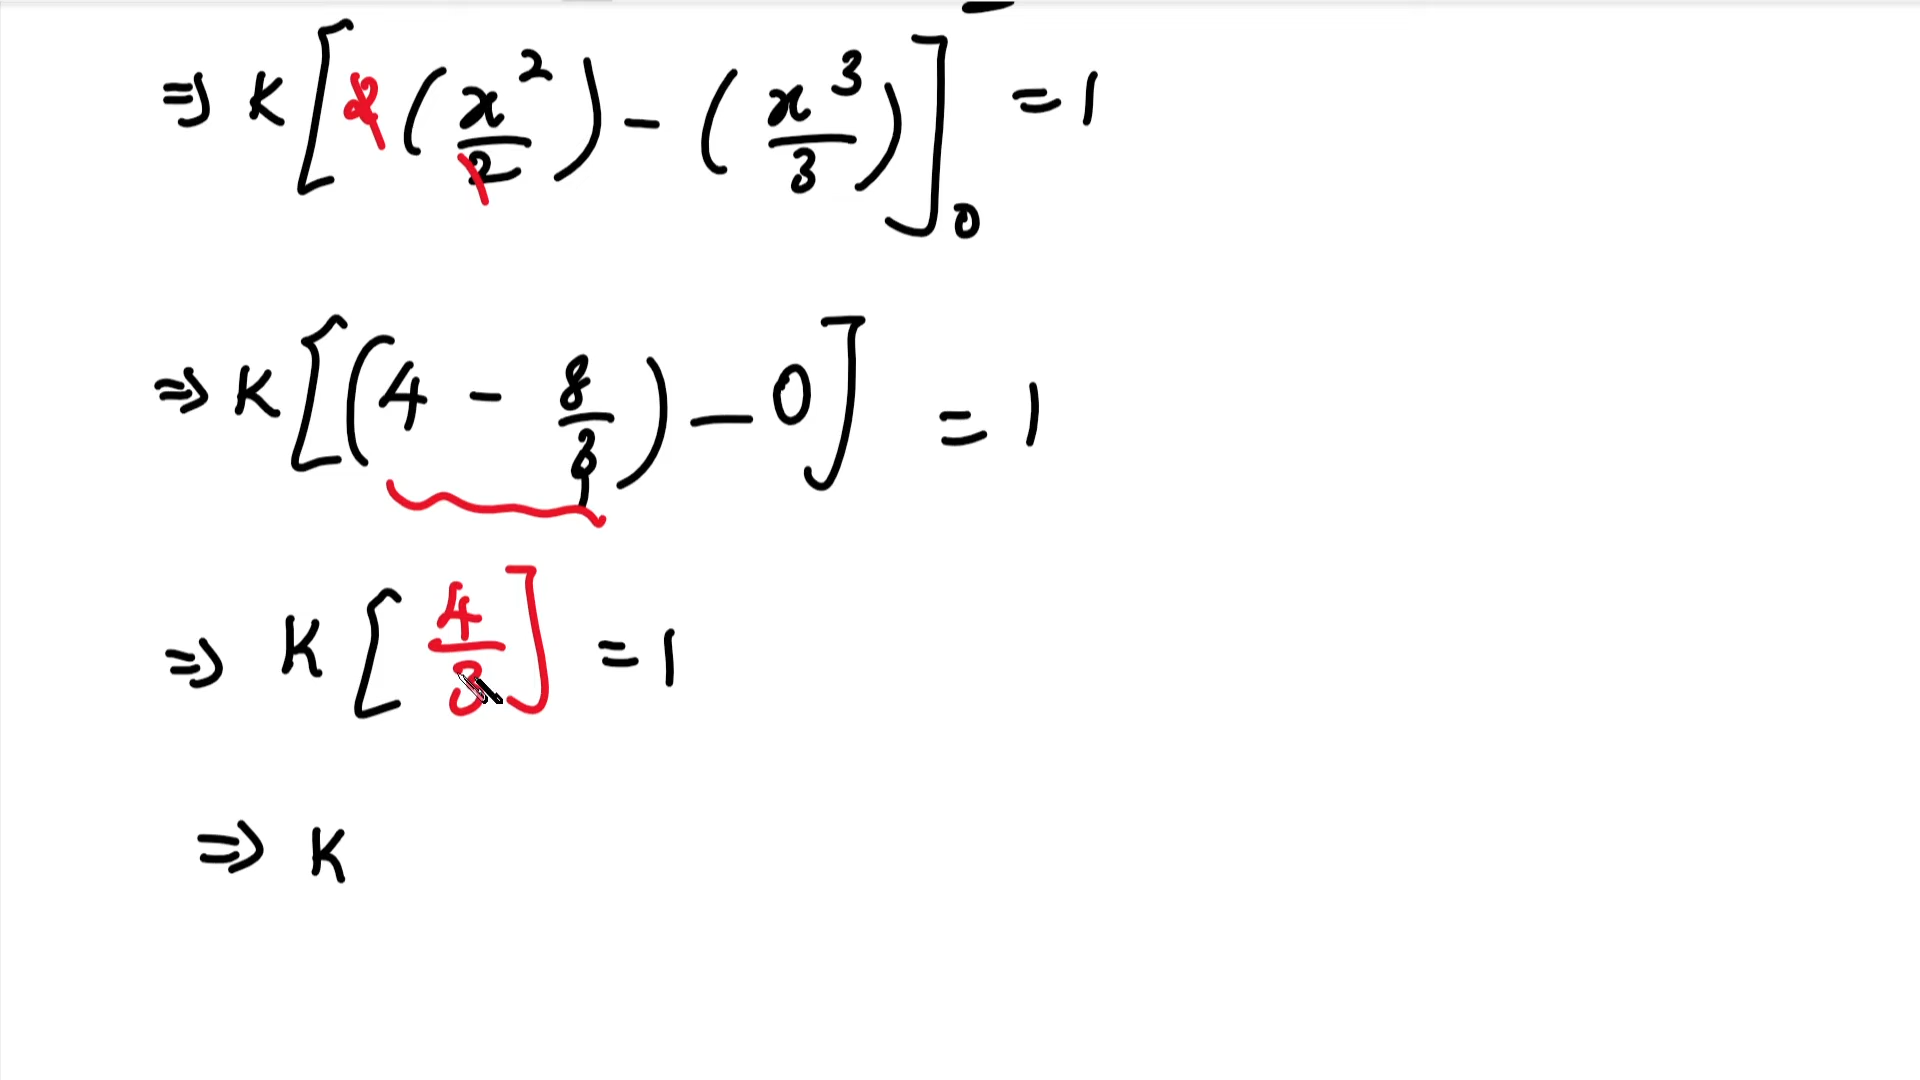 ⇒ K[2(x²/2) - (x³/3)]₀ = 1
⇒ K[(4 - 8/3) - 0] = 1
⇒ K[4/3] = 1
⇒ K